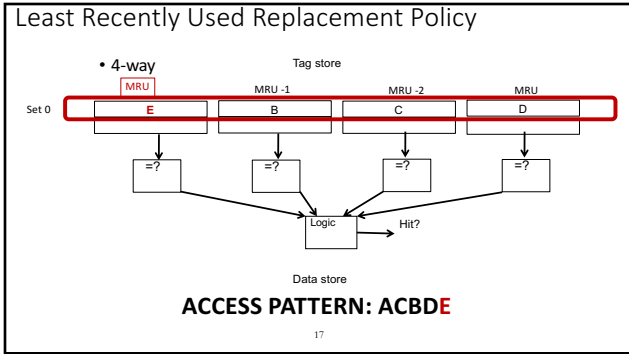 Least Recently Used Replacement Policy
• 4-way
Tag store
MRU
MRU -1
MRU -2
MRU
Set 0
E
B
C
D
=?
=?
=?
=?
Logic
Hit?
Data store
ACCESS PATTERN: ACBDE
17